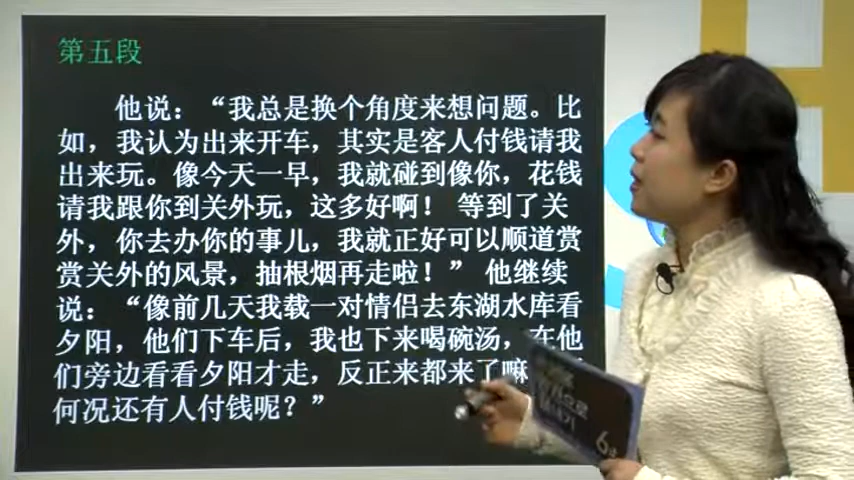 第五段
他说：“我总是换个角度来想问题。比
如，我认为出来开车，其实是客人付钱请我
出来玩。像今天一早，我就碰到像你，花钱
请我跟你到关外玩，这多好啊！ 等到了关
外，你去办你的事儿，我就正好可以顺道赏
赏关外的风景，抽根烟再走啦！” 他继续
说：“像前几天我载一对情侣去东湖水库看
夕阳，他们下车后，我也下来喝碗汤，在他
们旁边看看夕阳才走，反正来都来了嘛
何况还有人付钱呢？”
6